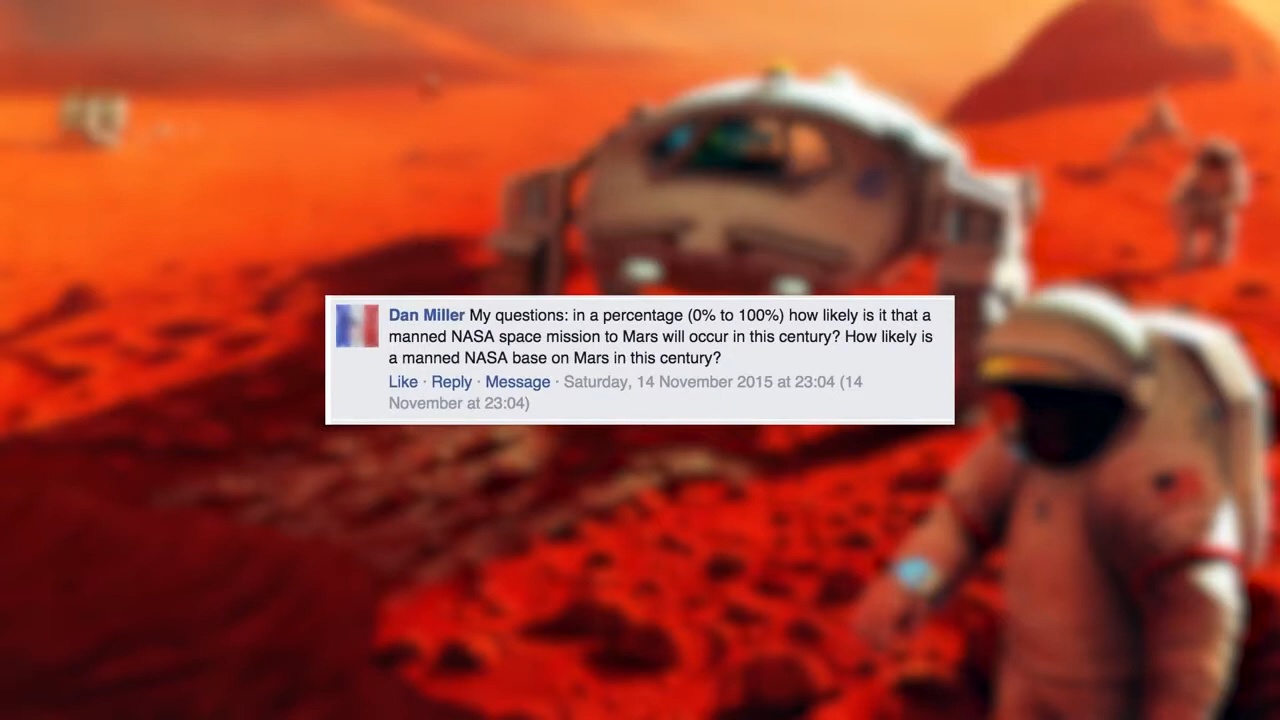 Dan Miller My questions: in a percentage (0% to 100%) how likely is it that a
manned NASA space mission to Mars will occur in this century? How likely is
a manned NASA base on Mars in this century?
Like · Reply · Message · Saturday, 14 November 2015 at 23:04 (14
November at 23:04)